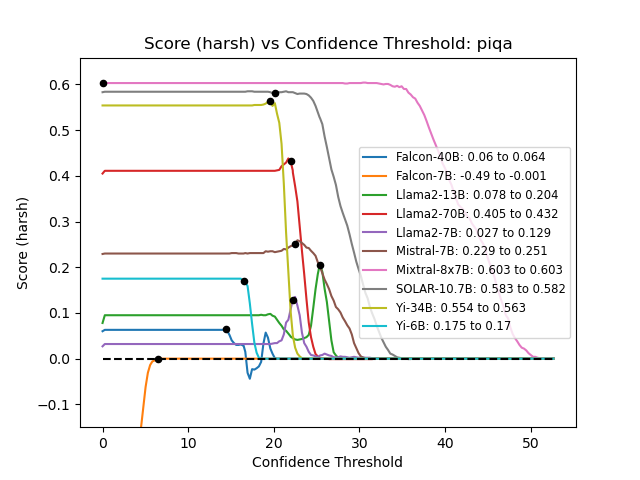 Score (harsh) vs Confidence Threshold: piqa
Score (harsh)
0.6
0.5
0.4
0.3
0.2
0.1
0.0
−0.1
Falcon-40B: 0.06 to 0.064
Falcon-7B: -0.49 to -0.001
Llama2-13B: 0.078 to 0.204
Llama2-70B: 0.405 to 0.432
Llama2-7B: 0.027 to 0.129
Mistral-7B: 0.229 to 0.251
Mixtral-8x7B: 0.603 to 0.603
SOLAR-10.7B: 0.583 to 0.582
Yi-34B: 0.554 to 0.563
Yi-6B: 0.175 to 0.17
0 10 20 30 40 50
Confidence Threshold